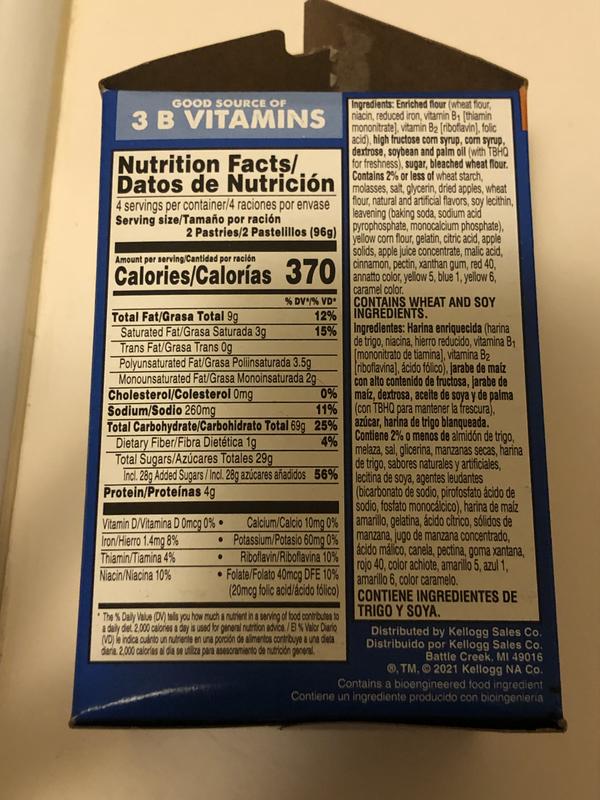 GOOD SOURCE OF
3 B VITAMINS
Nutrition Facts/
Datos de Nutrición
4 servings per container/4 raciones por envase
Serving size/Tamaño por ración
2 Pastries/2 Pastelillos (96g)
Amount per serving/Cantidad por ración
Calories/Calorías 370
% DV*/% VD*
Total Fat/Grasa Total 9g 12%
Saturated Fat/Grasa Saturada 3g 15%
Trans Fat/Grasa Trans 0g
Polyunsaturated Fat/Grasa Poliinsaturada 3.5g
Monounsaturated Fat/Grasa Monoinsaturada 2g
Cholesterol/Colesterol 0mg 0%
Sodium/Sodio 260mg 11%
Total Carbohydrate/Carbohidrato Total 69g 25%
Dietary Fiber/Fibra Dietética 1g 4%
Total Sugars/Azúcares Totales 29g
Incl. 28g Added Sugars / Incl. 28g azúcares añadidos 56%
Protein/Proteínas 4g
Vitamin D/Vitamina D 0mcg 0% • Calcium/Calcio 10mg 0%
Iron/Hierro 1.4mg 8% • Potassium/Potasio 60mg 0%
Thiamin/Tiamina 4% • Riboflavin/Riboflavina 10%
Niacin/Niacina 10% • Folate/Folato 40mcg DFE 10%
(20mcg folic acid/ácido fólico)
* The % Daily Value (DV) tells you how much a nutrient in a serving of food contributes to
a daily diet. 2,000 calories a day is used for general nutrition advice. / El % Valor Diario
(VD) le indica cuánto un nutriente en una porción de alimentos contribuye a una dieta
diaria. 2,000 calorías al día se utiliza para asesoramiento de nutrición general.
Ingredients: Enriched flour (wheat flour,
niacin, reduced iron, vitamin B1 [thiamin
mononitrate], vitamin B2 [riboflavin], folic
acid), high fructose corn syrup, corn syrup,
dextrose, soybean and palm oil (with TBHQ
for freshness), sugar, bleached wheat flour.
Contains 2% or less of wheat starch,
molasses, salt, glycerin, dried apples, wheat
flour, natural and artificial flavors, soy lecithin,
leavening (baking soda, sodium acid
pyrophosphate, monocalcium phosphate),
yellow corn flour, gelatin, citric acid, apple
solids, apple juice concentrate, malic acid,
cinnamon, pectin, xanthan gum, red 40,
annatto color, yellow 5, blue 1, yellow 6,
caramel color.
CONTAINS WHEAT AND SOY
INGREDIENTS.
Ingredientes: Harina enriquecida (harina
de trigo, niacina, hierro reducido, vitamina B1
[mononitrato de tiamina], vitamina B2
[riboflavina], ácido fólico), jarabe de maíz
con alto contenido de fructosa, jarabe de
maíz, dextrosa, aceite de soya y de palma
(con TBHQ para mantener la frescura),
azúcar, harina de trigo blanqueada.
Contiene 2% o menos de almidón de trigo,
melaza, sal, glicerina, manzanas secas, harina
de trigo, sabores naturales y artificiales,
lecitina de soya, agentes leudantes
(bicarbonato de sodio, pirofosfato ácido de
sodio, fosfato monocálcico), harina de maíz
amarillo, gelatina, ácido cítrico, sólidos de
manzana, jugo de manzana concentrado,
ácido málico, canela, pectina, goma xantana,
rojo 40, color achiote, amarillo 5, azul 1,
amarillo 6, color caramelo.
CONTIENE INGREDIENTES DE
TRIGO Y SOYA.
Distributed by Kellogg Sales Co.
Distribuido por Kellogg Sales Co.
Battle Creek, MI 49016
®, TM, © 2021 Kellogg NA Co.
Contains a bioengineered food ingredient
Contiene un ingrediente producido con bioingeniería